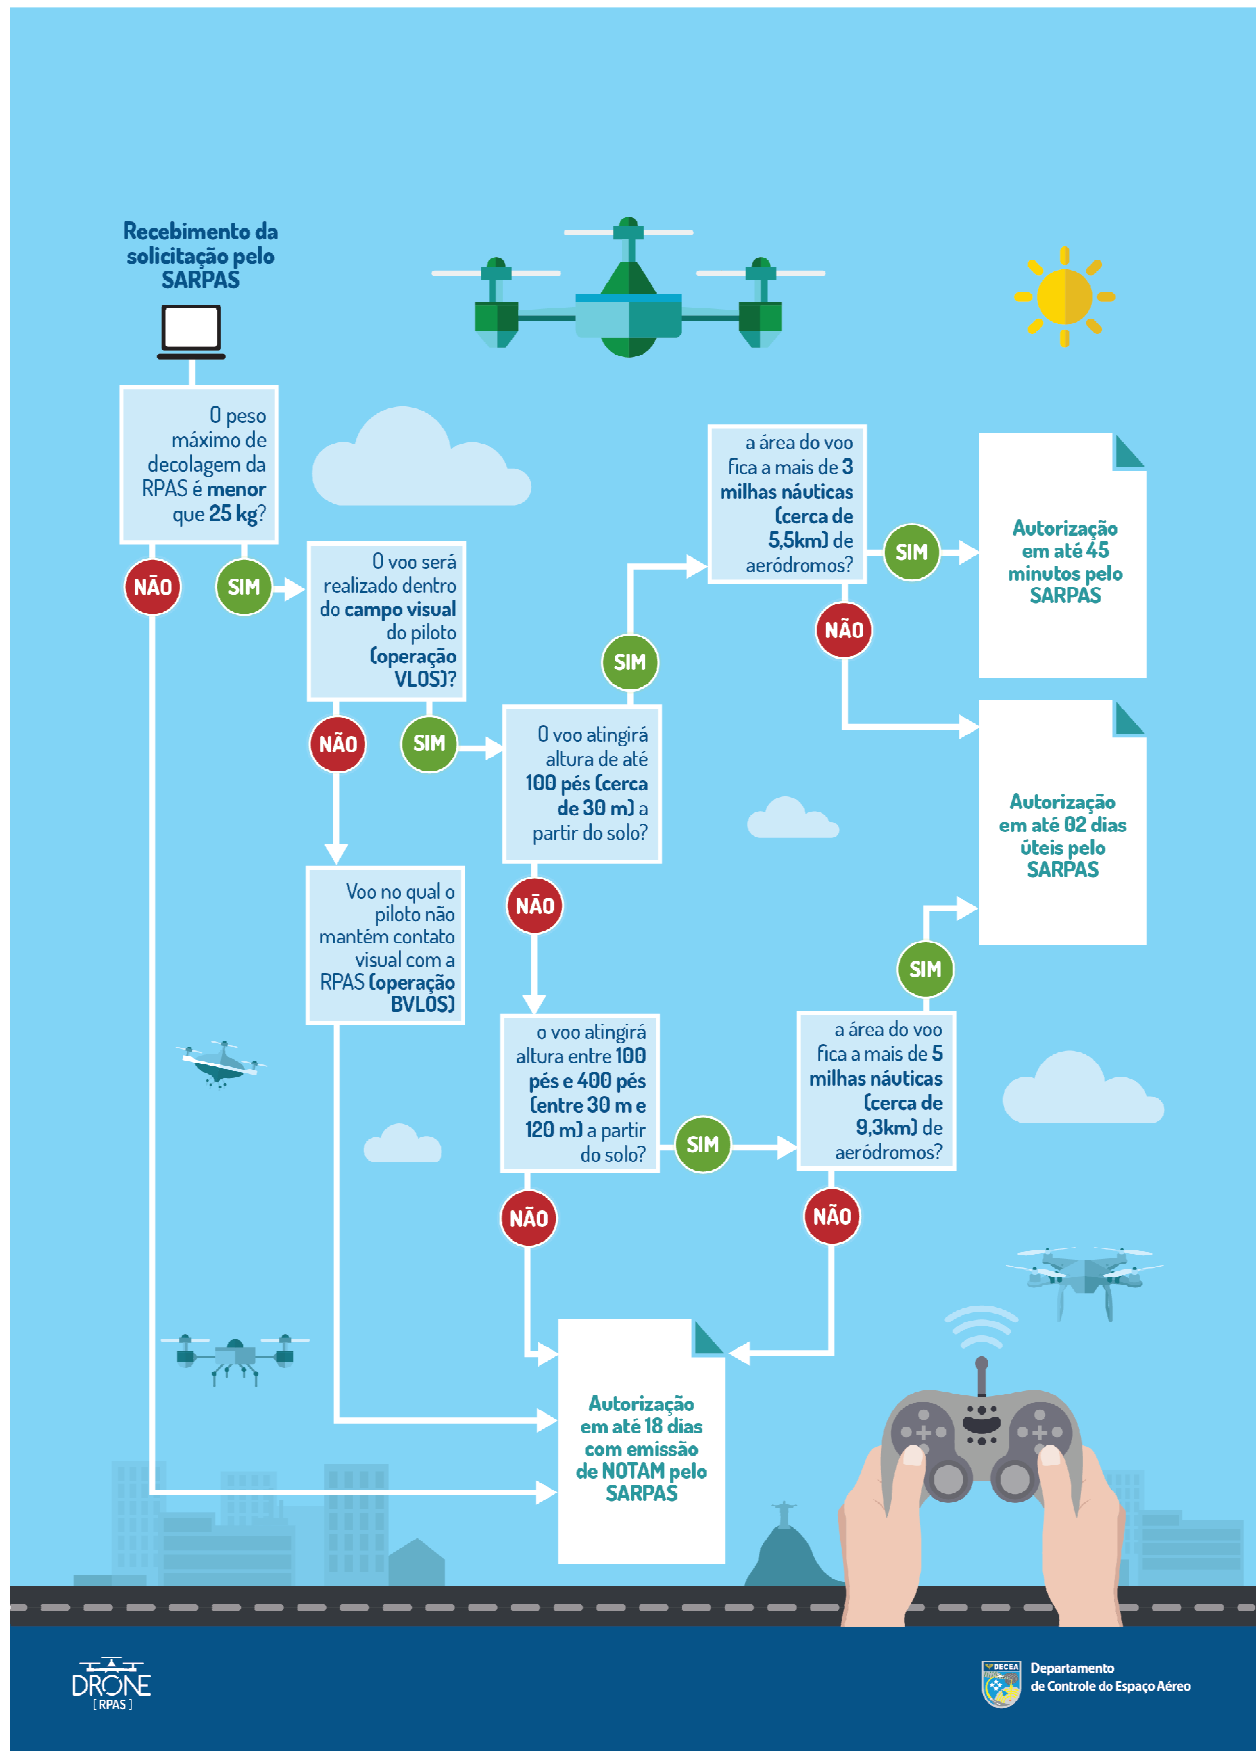 Recebimento da
solicitação pelo
SARPAS
O peso
máximo de
decolagem da
RPAS é menor
que 25 kg?
NÃO
SIM
O voo será
realizado dentro
do campo visual
do piloto
(operação
VLOS)?
NÃO
SIM
O voo atingirá
altura de até
100 pés (cerca
de 30 m) a
partir do solo?
SIM
NÃO
a área do voo
fica a mais de 3
milhas náuticas
(cerca de
5,5km) de
aeródromos?
SIM
NÃO
Autorização
em até 45
minutos pelo
SARPAS
Autorização
em até 02 dias
úteis pelo
SARPAS
Voo no qual o
piloto não
mantém contato
visual com a
RPAS (operação
BVLOS)
o voo atingirá
altura entre 100
pés e 400 pés
(entre 30 m e
120 m) a partir
do solo?
SIM
NÃO
a área do voo
fica a mais de 5
milhas náuticas
(cerca de
9,3km) de
aeródromos?
SIM
NÃO
Autorização
em até 18 dias
com emissão
de NOTAM pelo
SARPAS
DRONE
[RPAS]
DECEA
Departamento
de Controle do Espaço Aéreo